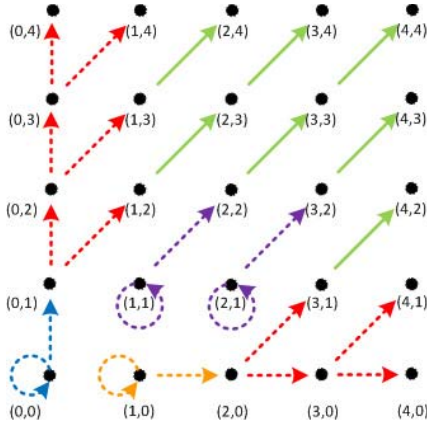 (0,4) (1,4) (2,4) (3,4) (4,4)
(0,3) (1,3) (2,3) (3,3) (4,3)
(0,2) (1,2) (2,2) (3,2) (4,2)
(0,1) (1,1) (2,1) (3,1) (4,1)
(0,0) (1,0) (2,0) (3,0) (4,0)